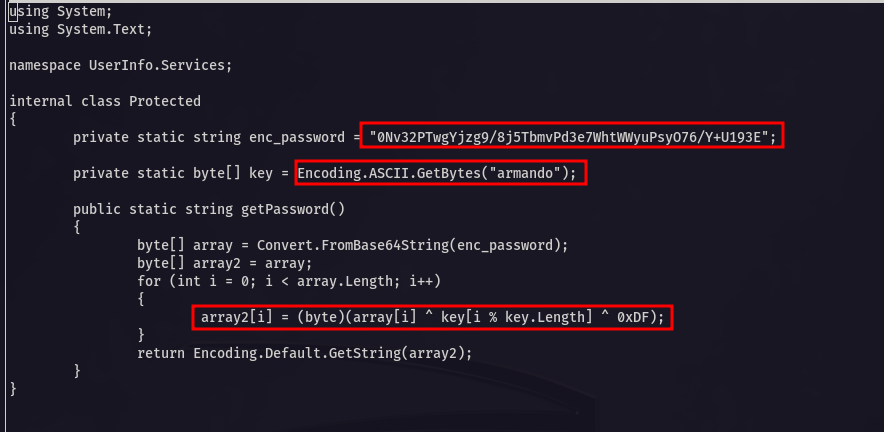 using System;
using System.Text;
namespace UserInfo.Services;
internal class Protected
{
private static string enc_password = "0Nv32PTwgYjzg9/8j5TbmvPd3e7WhtWWyuPsyO76/Y+U193E";
private static byte[] key = Encoding.ASCII.GetBytes("armando");
public static string getPassword()
{
byte[] array = Convert.FromBase64String(enc_password);
byte[] array2 = array;
for (int i = 0; i < array.Length; i++)
{
array2[i] = (byte)(array[i] ^ key[i % key.Length] ^ 0xDF);
}
return Encoding.Default.GetString(array2);
}
}